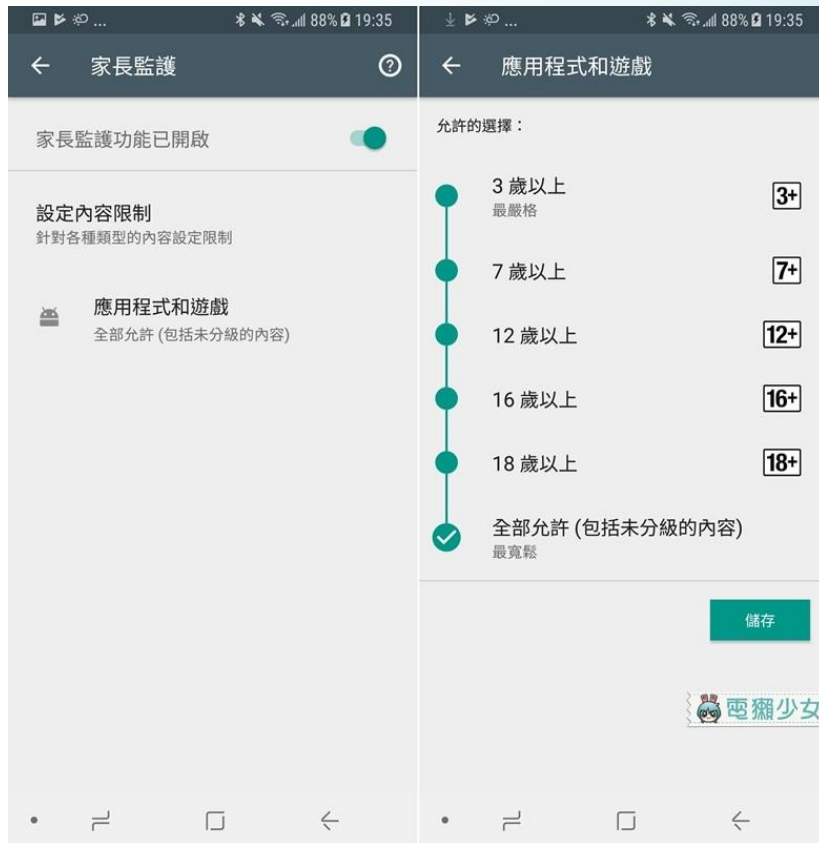 ... 88% 19:35
家長監護
家長監護功能已開啟
設定內容限制
針對各種類型的內容設定限制
應用程式和遊戲
全部允許 (包括未分級的內容)
... 88% 19:35
應用程式和遊戲
允許的選擇：
3 歲以上 3+
最嚴格
7 歲以上 7+
12 歲以上 12+
16 歲以上 16+
18 歲以上 18+
全部允許 (包括未分級的內容)
最寬鬆
儲存
電獺少女